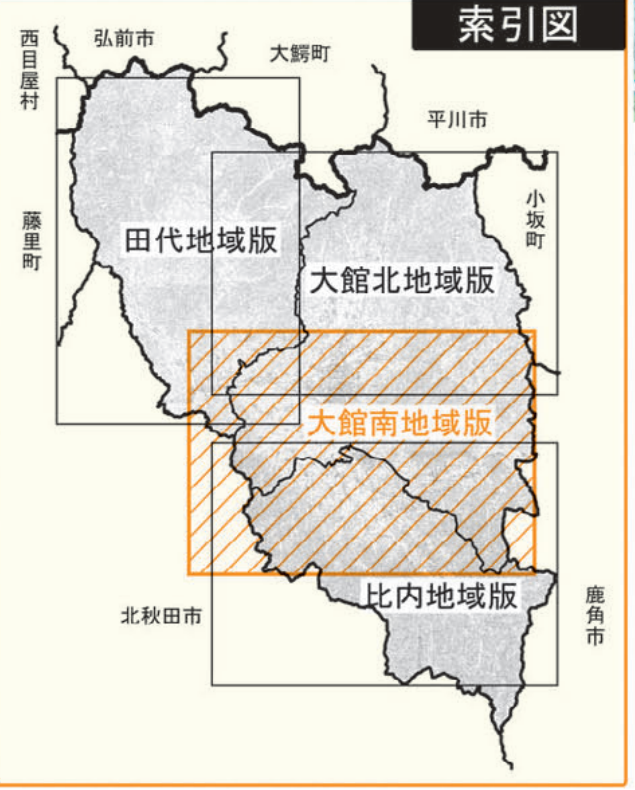 索引図
西目屋村
弘前市
大鰐町
平川市
藤里町
小坂町
田代地域版
大館北地域版
大館南地域版
比内地域版
北秋田市
鹿角市